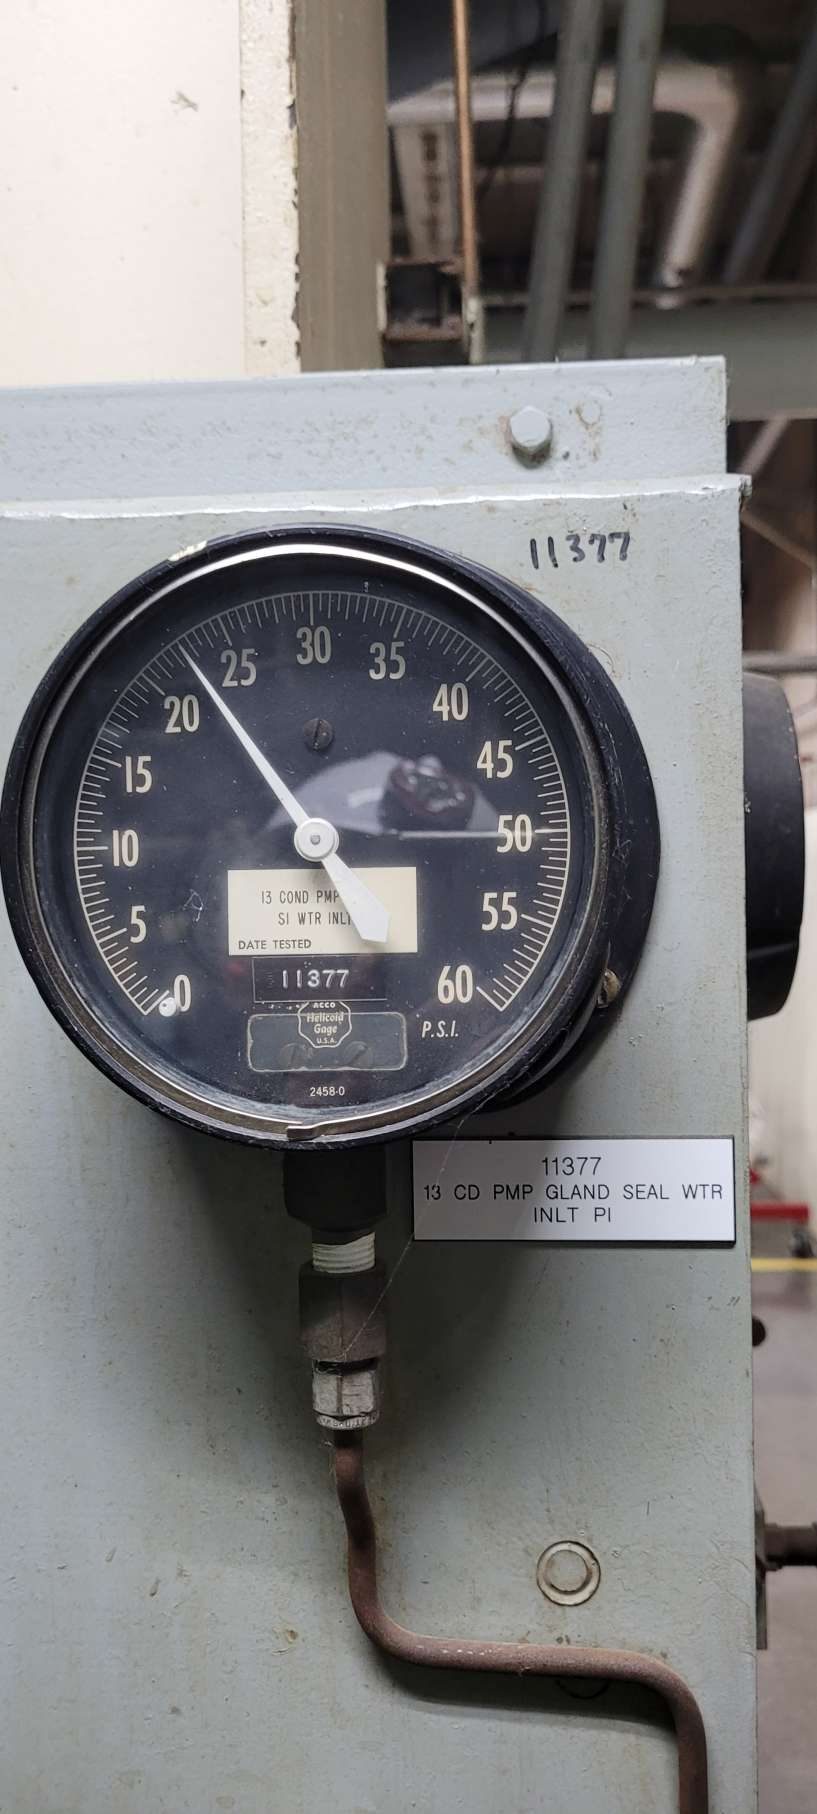 11377
30
25
35
20
40
15
45
10
50
5
55
0
60
13 COND PMP
SI WTR INLT
DATE TESTED
11377
ACCO
Helicoid
Gage
U.S.A.
P.S.I.
2458-0
11377
13 CD PMP GLAND SEAL WTR
INLT PI